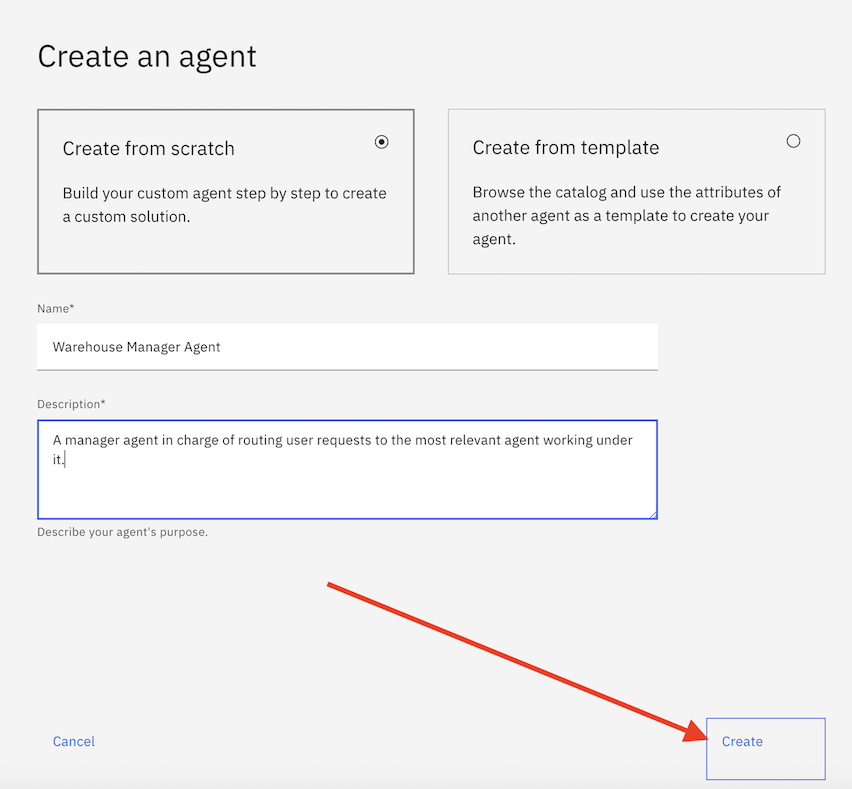 Create an agent
Create from scratch
Build your custom agent step by step to create
a custom solution.
Create from template
Browse the catalog and use the attributes of
another agent as a template to create your
agent.
Name*
Warehouse Manager Agent
Description*
A manager agent in charge of routing user requests to the most relevant agent working under
it.
Describe your agent's purpose.
Cancel
Create